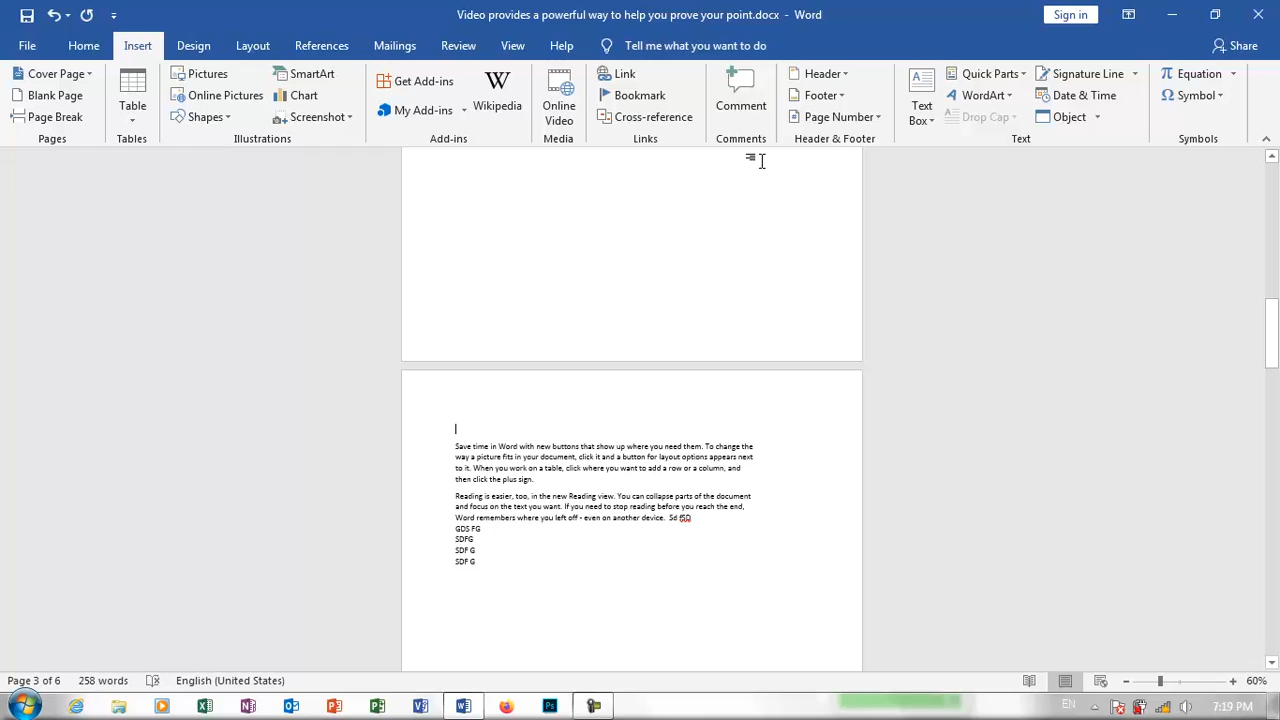 Video provides a powerful way to help you prove your point.docx - Word
Sign in
File Home Insert Design Layout References Mailings Review View Help Tell me what you want to do Share
Cover Page
Blank Page
Page Break
Pages
Table
Tables
Pictures
Online Pictures
Shapes
SmartArt
Chart
Screenshot
Illustrations
Get Add-ins
My Add-ins
W
Wikipedia
Add-ins
Online
Video
Media
Link
Bookmark
Cross-reference
Links
Comment
Comments
Header
Footer
Page Number
Header & Footer
Text
Box
Quick Parts
WordArt
Drop Cap
Signature Line
Date & Time
Object
Text
Equation
Symbol
Symbols
Save time in Word with new buttons that show up where you need them. To change the
way a picture fits in your document, click it and a button for layout options appears next
to it. When you work on a table, click where you want to add a row or a column, and
then click the plus sign.
Reading is easier, too, in the new Reading view. You can collapse parts of the document
and focus on the text you want. If you need to stop reading before you reach the end,
Word remembers where you left off - even on another device. Sd fSD
GDS FG
SDFG
SDF G
SDF G
Page 3 of 6 258 words English (United States) 60%
EN 7:19 PM